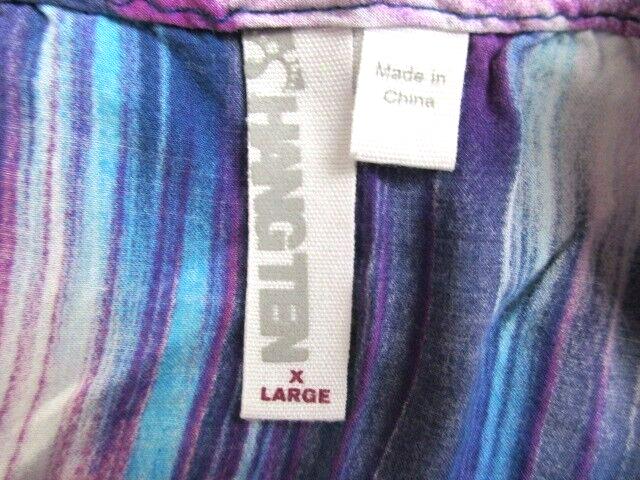 HANG TEN
X
LARGE
Made in
China